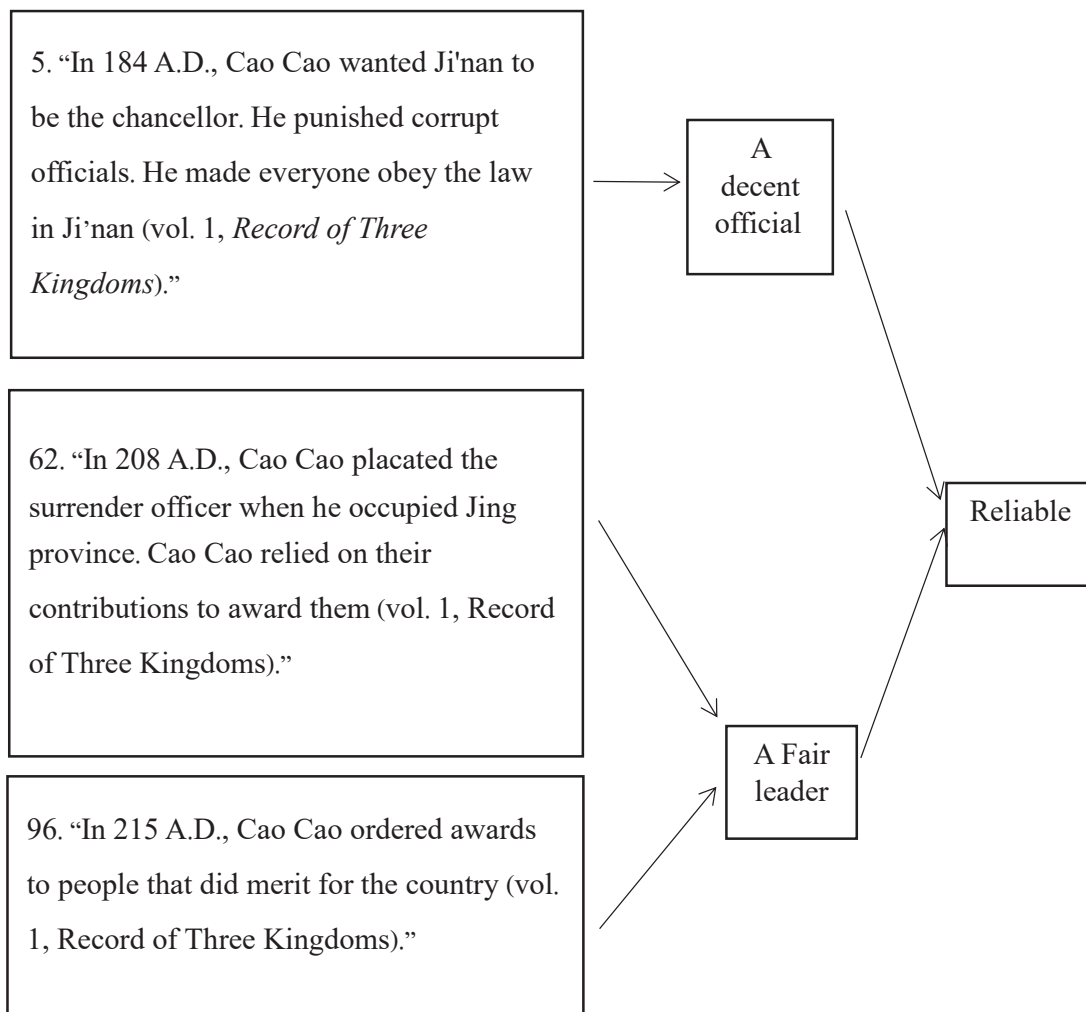 5. “In 184 A.D., Cao Cao wanted Ji'nan to
be the chancellor. He punished corrupt
officials. He made everyone obey the law
in Ji’nan (vol. 1, Record of Three
Kingdoms).”
A
decent
official
62. “In 208 A.D., Cao Cao placated the
surrender officer when he occupied Jing
province. Cao Cao relied on their
contributions to award them (vol. 1, Record
of Three Kingdoms).”
Reliable
A Fair
leader
96. “In 215 A.D., Cao Cao ordered awards
to people that did merit for the country (vol.
1, Record of Three Kingdoms).”